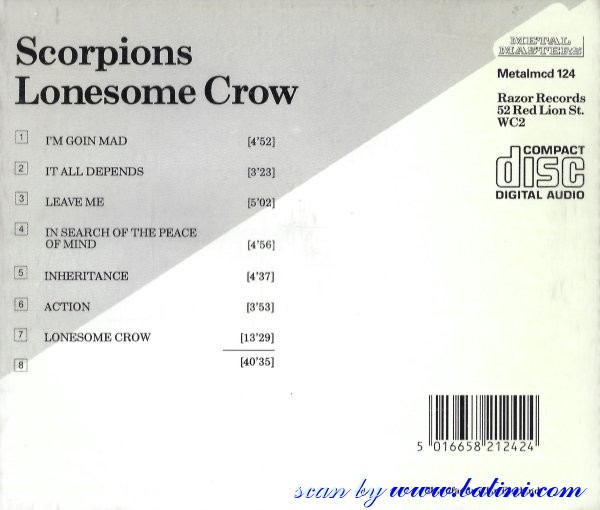 Scorpions
Lonesome Crow
1 I'M GOIN MAD [4'52]
2 IT ALL DEPENDS [3'23]
3 LEAVE ME [5'02]
4 IN SEARCH OF THE PEACE
OF MIND [4'56]
5 INHERITANCE [4'37]
6 ACTION [3'53]
7 LONESOME CROW [13'29]
8 [40'35]
METAL
MASTERS
Metalmcd 124
Razor Records
52 Red Lion St.
WC2
COMPACT
disc
DIGITAL AUDIO
5 016658 212424
scan by www.batini.com